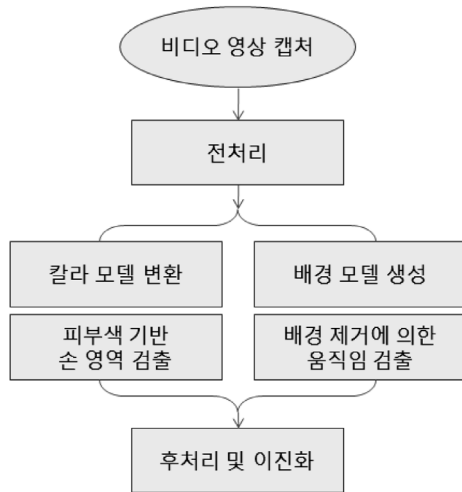 비디오 영상 캡처
전처리
칼라 모델 변환
배경 모델 생성
피부색 기반
손 영역 검출
배경 제거에 의한
움직임 검출
후처리 및 이진화